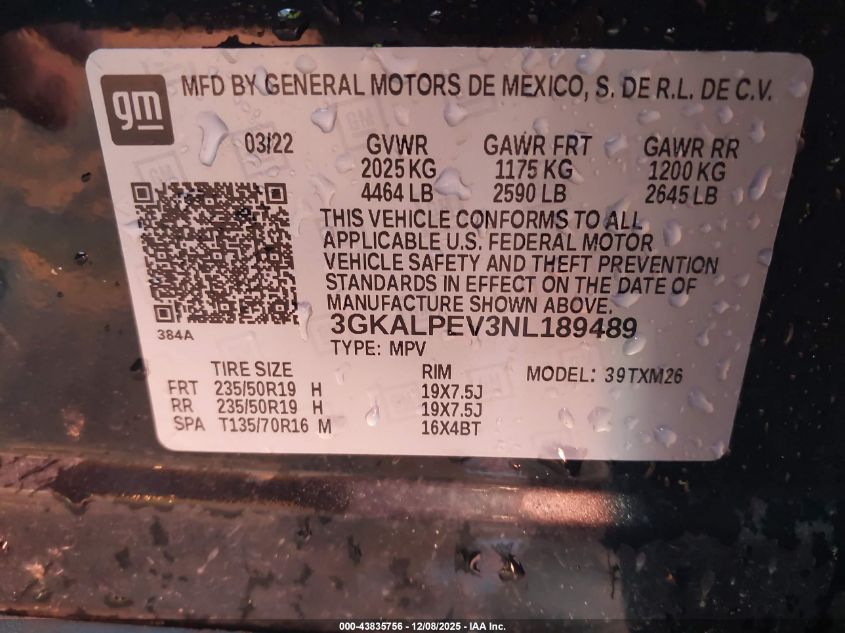 gm
MFD BY GENERAL MOTORS DE MEXICO, S. DE R.L. DE C.V.
03/22 GVWR GAWR FRT GAWR RR
2025 KG 1175 KG 1200 KG
4464 LB 2590 LB 2645 LB
THIS VEHICLE CONFORMS TO ALL
APPLICABLE U.S. FEDERAL MOTOR
VEHICLE SAFETY AND THEFT PREVENTION
STANDARDS IN EFFECT ON THE DATE OF
MANUFACTURE SHOWN ABOVE.
384A
3GKALPEV3NL189489
TYPE: MPV
TIRE SIZE RIM MODEL: 39TXM26
FRT 235/50R19 H 19X7.5J
RR 235/50R19 H 19X7.5J
SPA T135/70R16 M 16X4BT
000-43835756 - 12/08/2025 - IAA Inc.